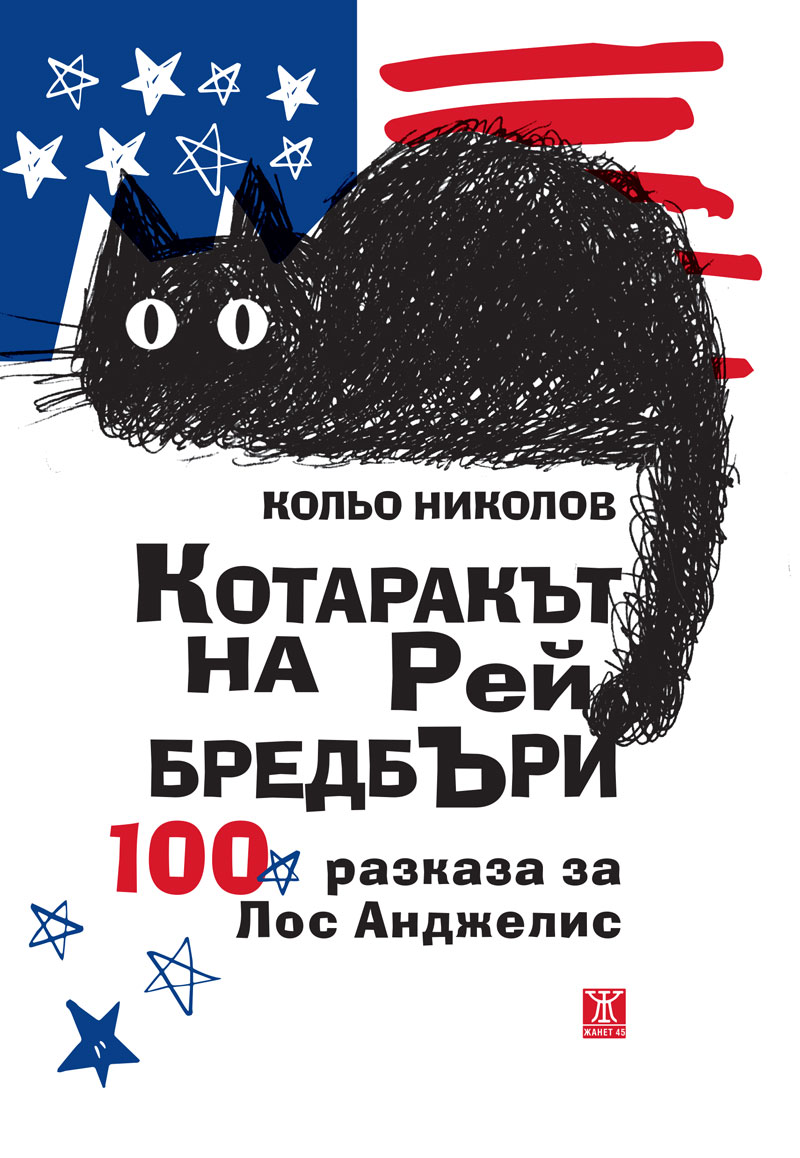 КОЛЬО НИКОЛОВ
КОТАРАКЪТ
НА РЕЙ
БРЕДБЪРИ
100 разказа за
Лос Анджелис
Ж
ЖАНЕТ 45